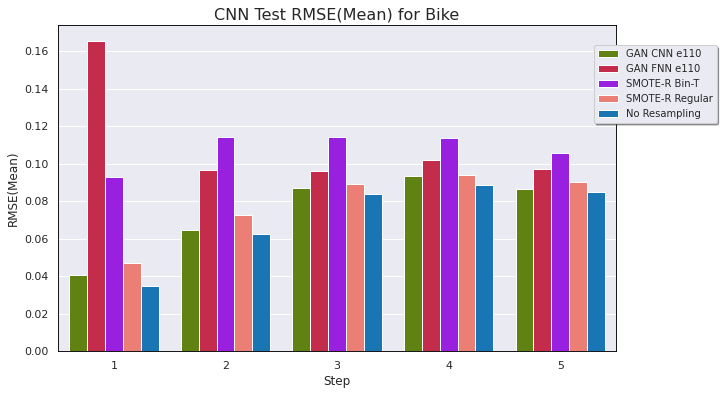 CNN Test RMSE(Mean) for Bike
GAN CNN e110
GAN FNN e110
SMOTE-R Bin-T
SMOTE-R Regular
No Resampling
RMSE(Mean)
0.16
0.14
0.12
0.10
0.08
0.06
0.04
0.02
0.00
1 2 3 4 5
Step